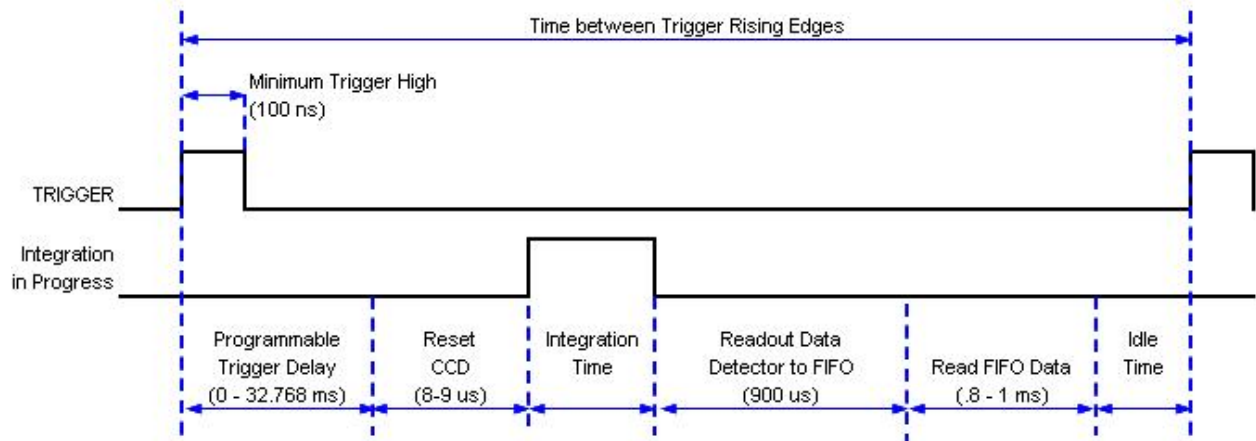 Time between Trigger Rising Edges
Minimum Trigger High
(100 ns)
TRIGGER
Integration
in Progress
Programmable
Trigger Delay
(0 - 32.768 ms)
Reset
CCD
(8-9 us)
Integration
Time
Readout Data
Detector to FIFO
(900 us)
Read FIFO Data
(.8 - 1 ms)
Idle
Time